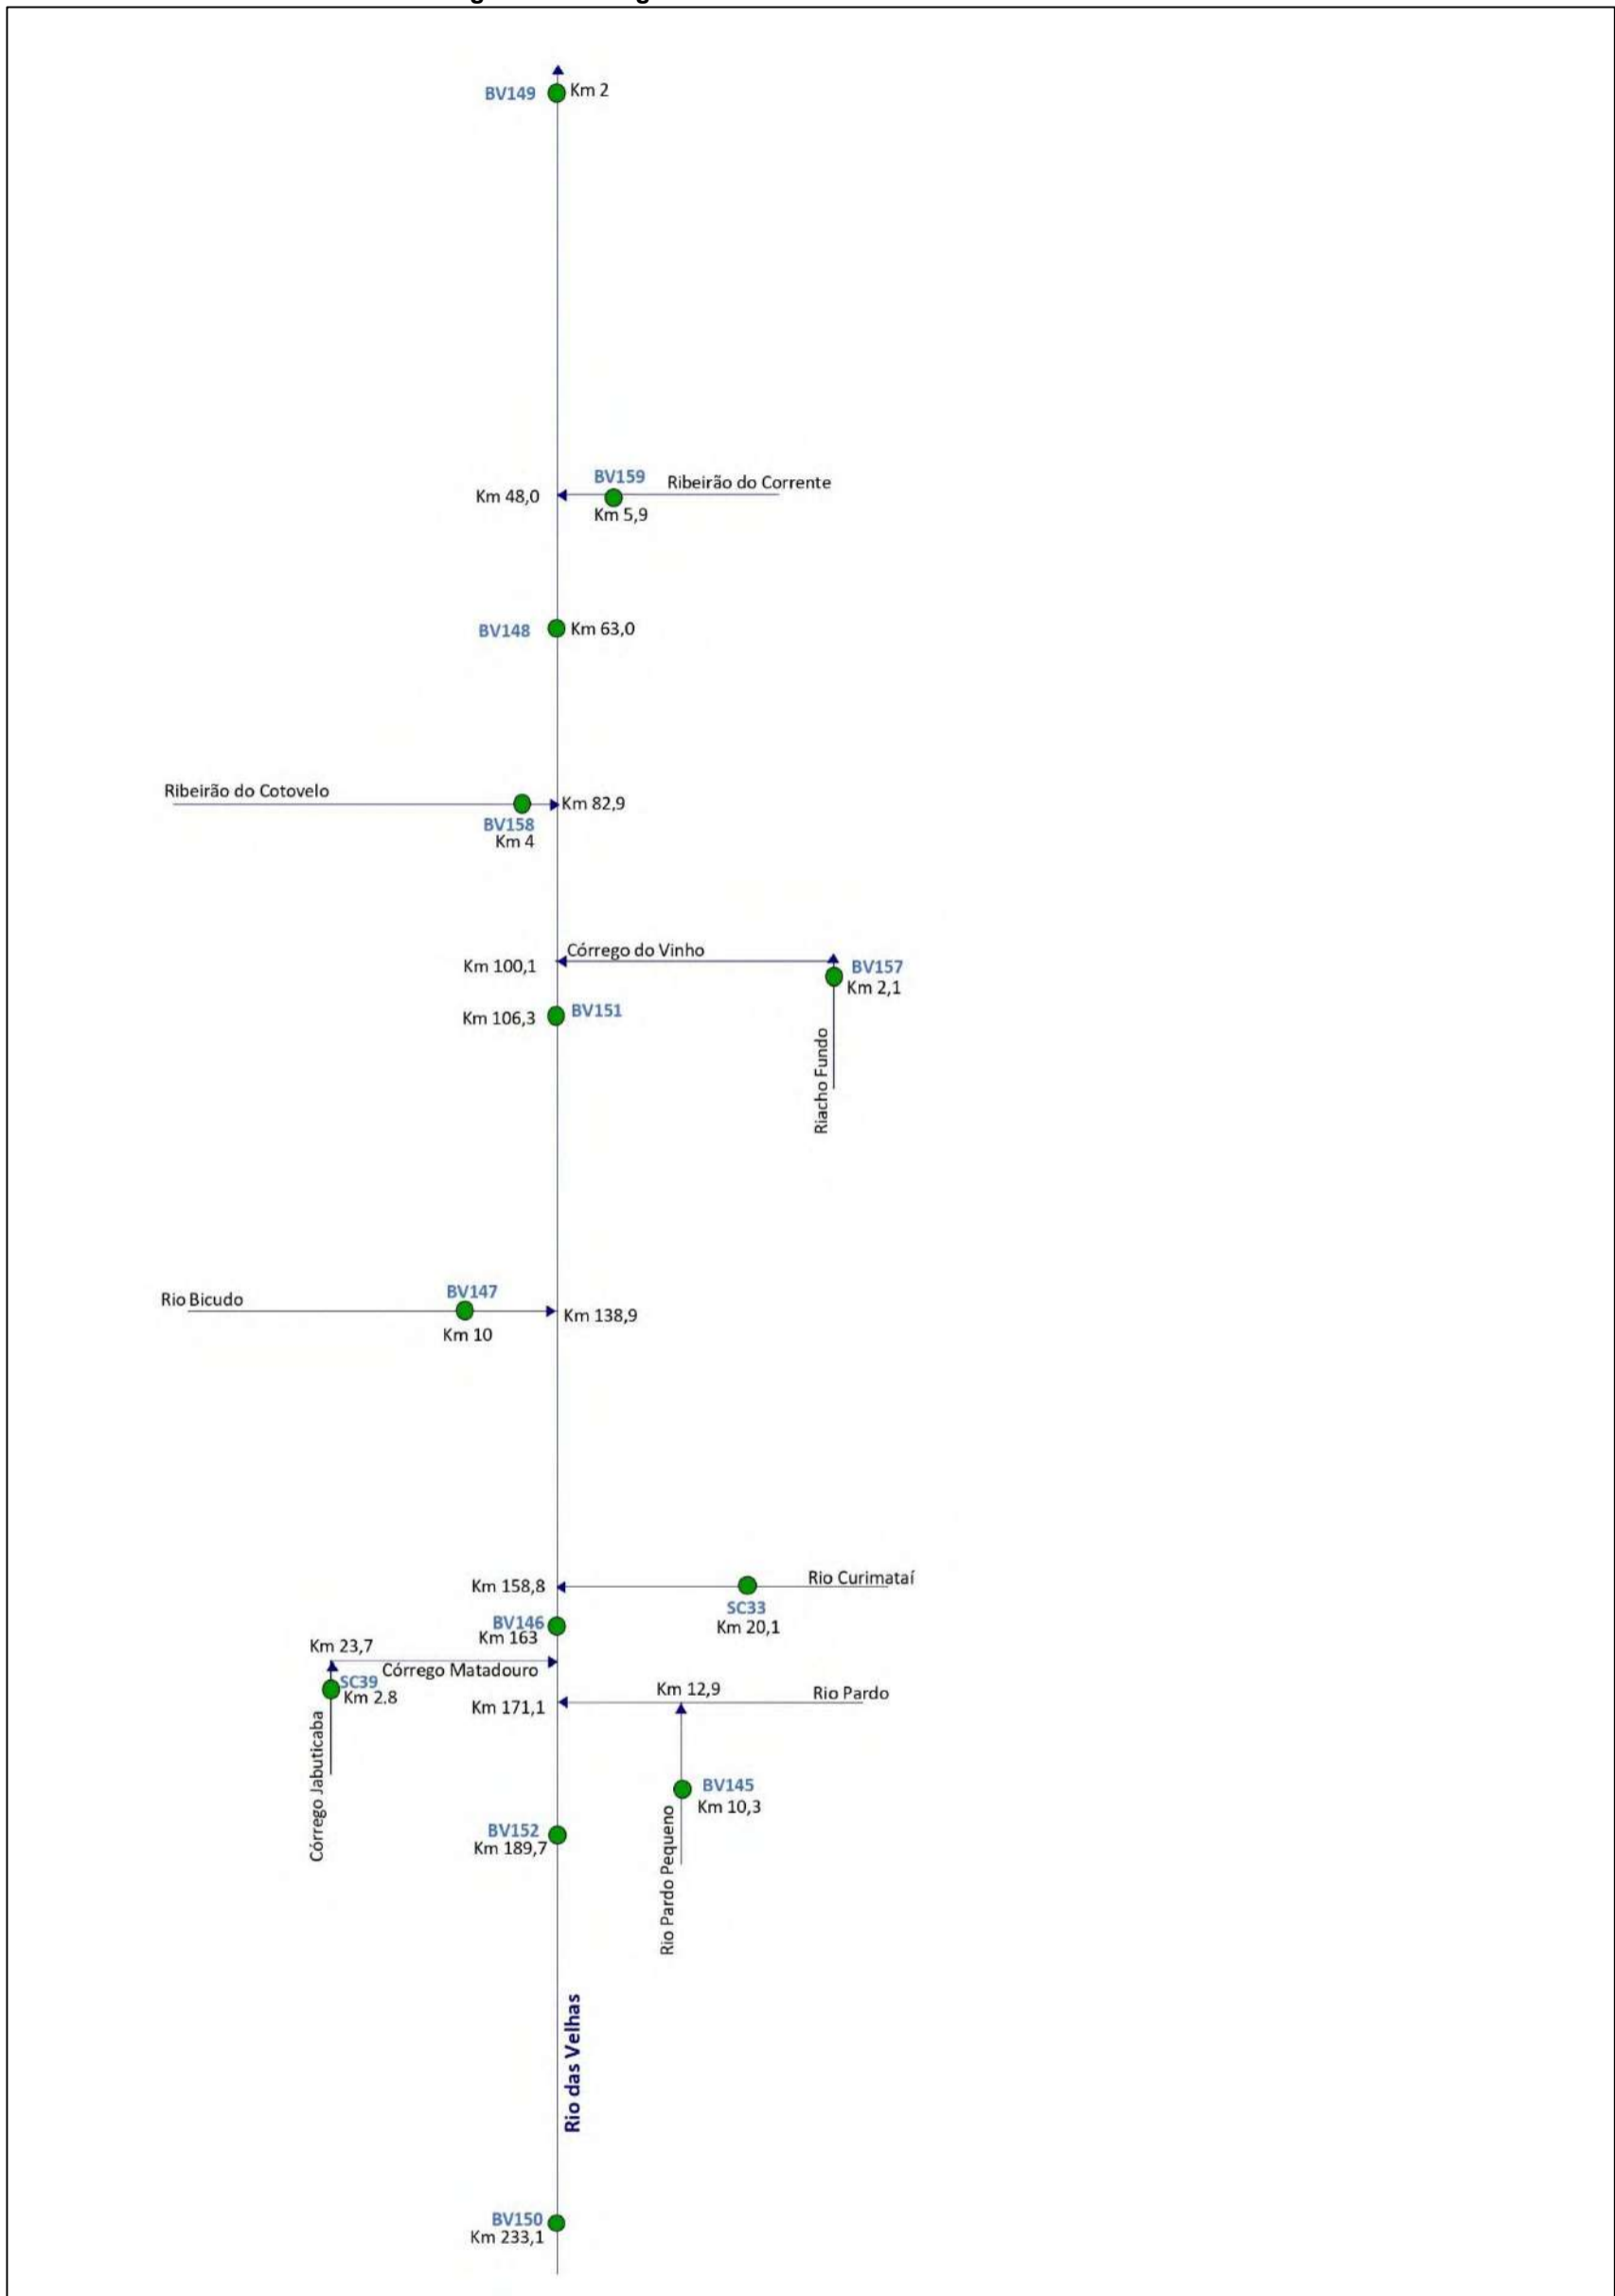 BV149 Km 2
BV159 Ribeirão do Corrente
Km 48,0
Km 5,9
BV148 Km 63,0
Ribeirão do Cotovelo
Km 82,9
BV158
Km 4
Córrego do Vinho
Km 100,1
BV157
Km 2,1
Km 106,3 BV151
Riacho Fundo
Rio Bicudo
BV147
Km 138,9
Km 10
Rio Curimataí
Km 158,8
SC33
Km 20,1
BV146
Km 163
Km 23,7
Córrego Matadouro
SC39
Km 2.8
Km 12,9
Rio Pardo
Km 171,1
Córrego Jabuticaba
BV145
Km 10,3
Rio Pardo Pequeno
BV152
Km 189,7
Rio das Velhas
BV150
Km 233,1